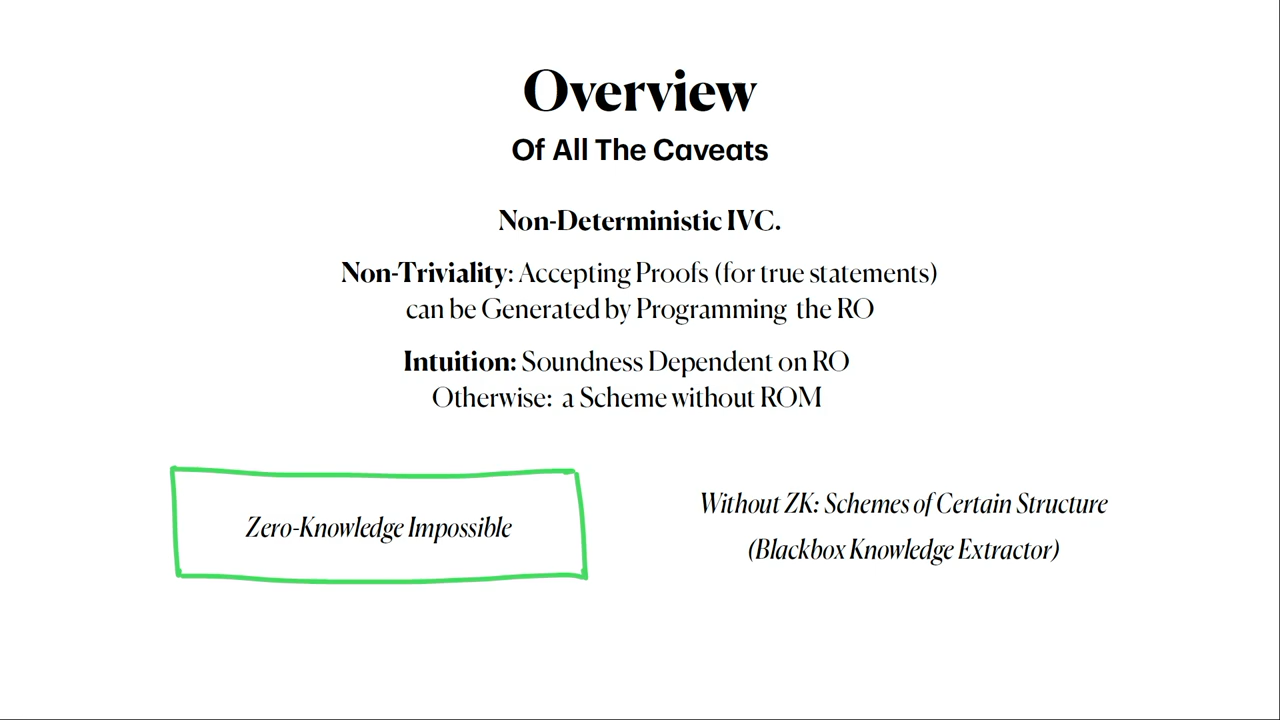 Overview
Of All The Caveats
Non-Deterministic IVC.
Non-Triviality: Accepting Proofs (for true statements)
can be Generated by Programming the RO
Intuition: Soundness Dependent on RO
Otherwise: a Scheme without ROM
Zero-Knowledge Impossible
Without ZK: Schemes of Certain Structure
(Blackbox Knowledge Extractor)